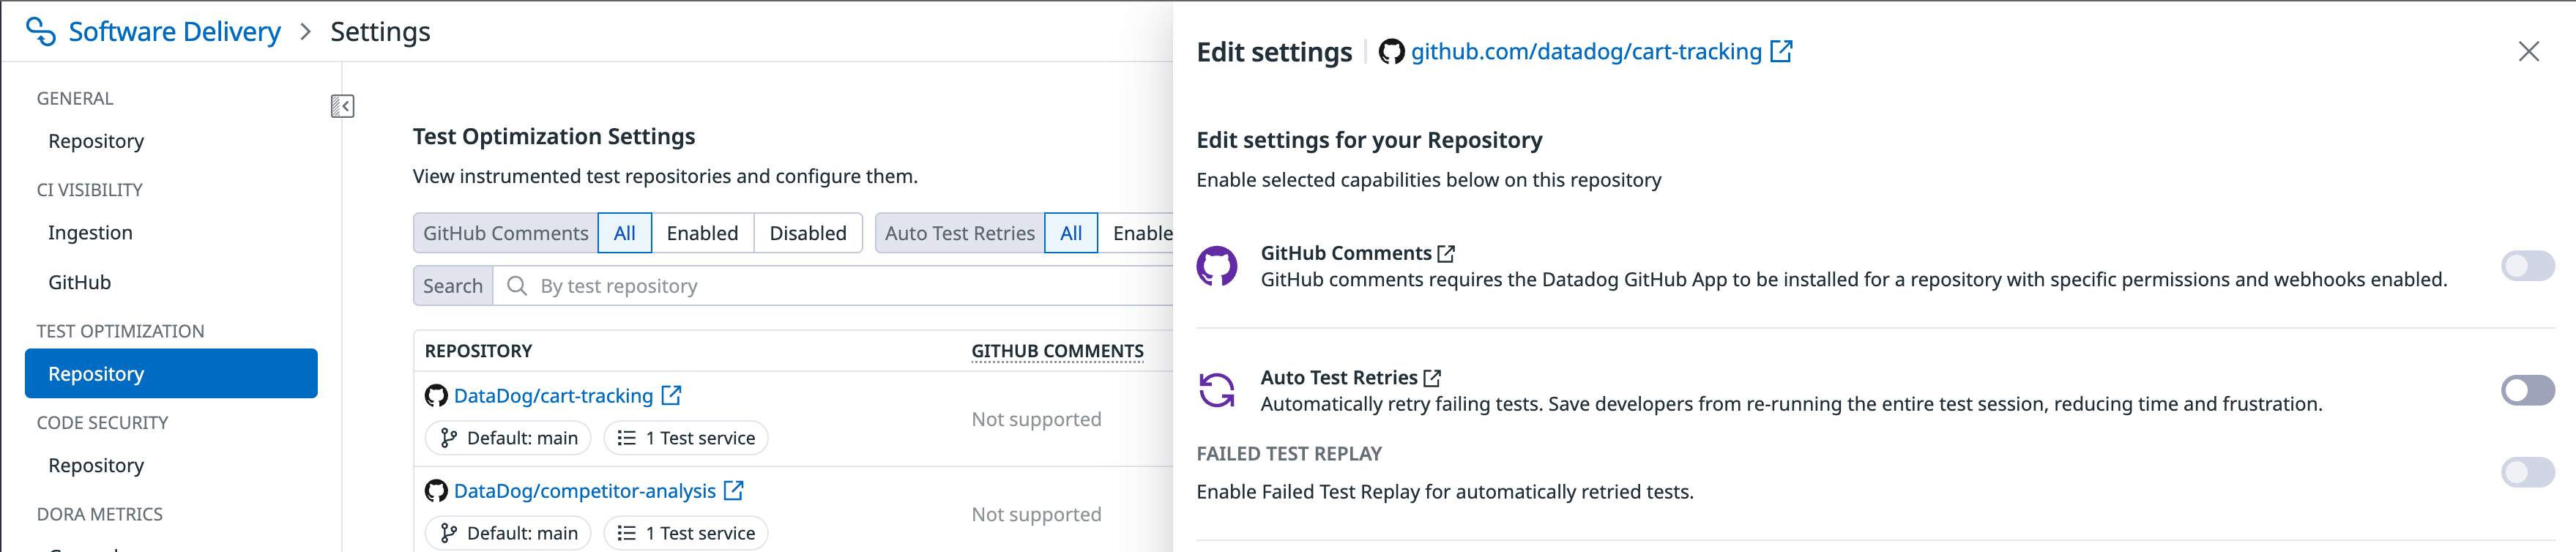 Software Delivery > Settings
GENERAL
Repository
CI VISIBILITY
Ingestion
GitHub
TEST OPTIMIZATION
Repository
CODE SECURITY
Repository
DORA METRICS
Test Optimization Settings
View instrumented test repositories and configure them.
GitHub Comments All Enabled Disabled Auto Test Retries All Enable
Search By test repository
REPOSITORY GITHUB COMMENTS
DataDog/cart-tracking
Not supported
Default: main 1 Test service
DataDog/competitor-analysis
Not supported
Default: main 1 Test service
Edit settings github.com/datadog/cart-tracking
Edit settings for your Repository
Enable selected capabilities below on this repository
GitHub Comments
GitHub comments requires the Datadog GitHub App to be installed for a repository with specific permissions and webhooks enabled.
Auto Test Retries
Automatically retry failing tests. Save developers from re-running the entire test session, reducing time and frustration.
FAILED TEST REPLAY
Enable Failed Test Replay for automatically retried tests.